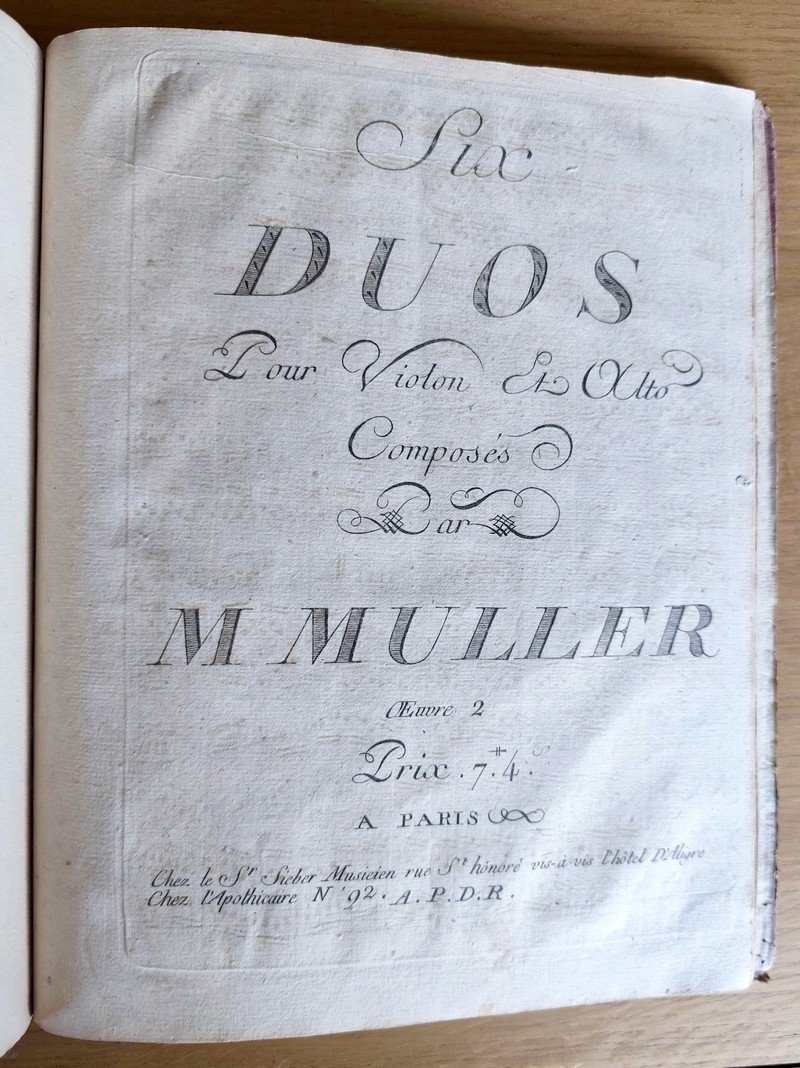 Six
DUOS
Pour Violon Et Alto
Composés
Par
M MULLER
Œuvre 2
Prix . 7.⧺ 4.ˢ
A PARIS
Chez le Sʳ Sieber Musicien rue Sᵗ hónoré vis-à-vis l'hôtel D'Aligre
Chez l'Apothicaire N° 92. A. P. D. R.